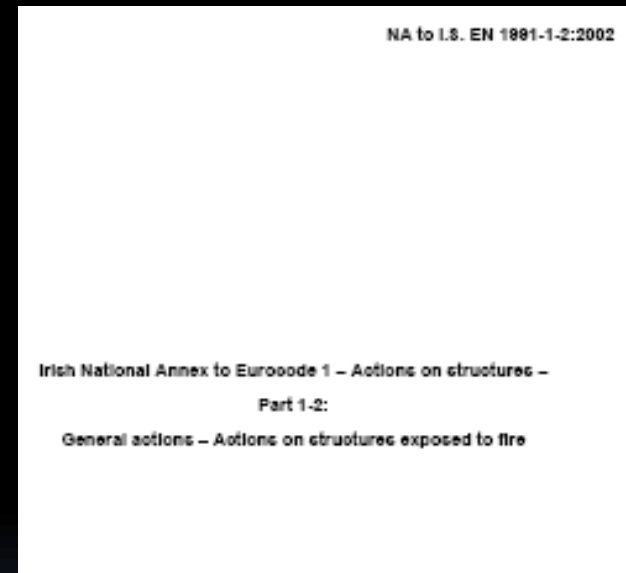 NA to I.S. EN 1991-1-2:2002
Irish National Annex to Eurocode 1 – Actions on structures –
Part 1-2:
General actions – Actions on structures exposed to fire